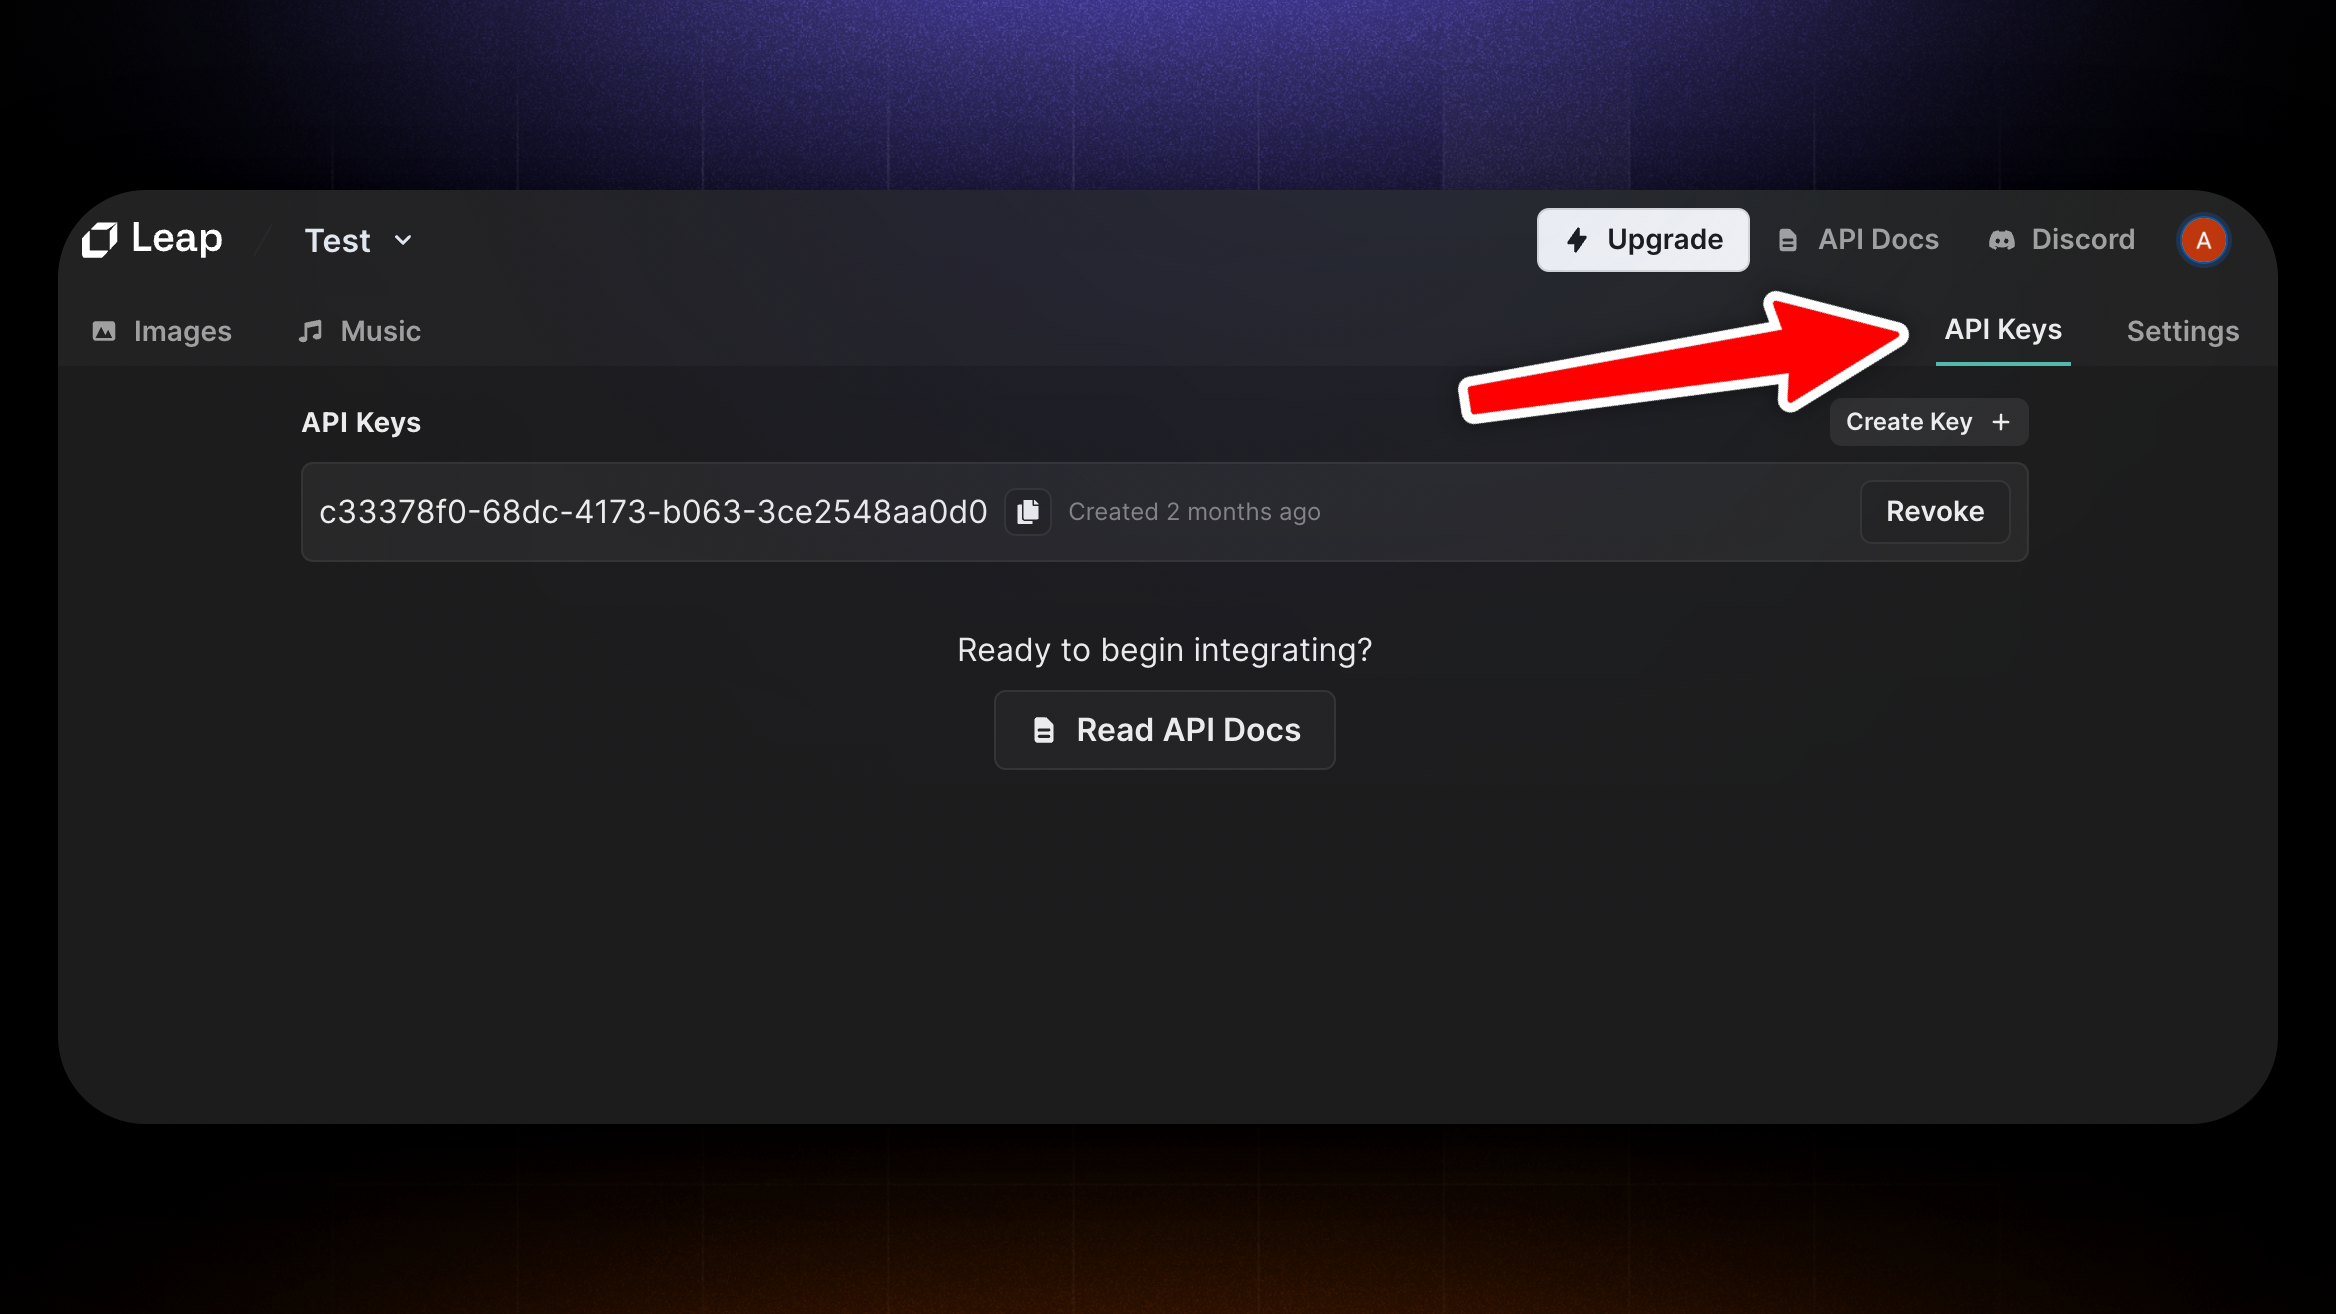 Leap
Test
Upgrade
API Docs
Discord
A
Images
Music
API Keys
Settings
API Keys
Create Key +
c33378f0-68dc-4173-b063-3ce2548aa0d0
Created 2 months ago
Revoke
Ready to begin integrating?
Read API Docs